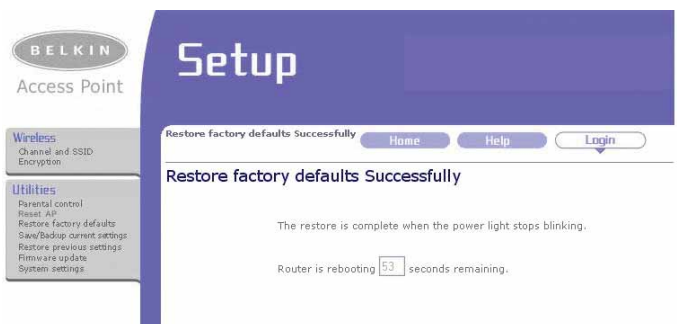 BELKIN
Access Point
Setup
Wireless
Channel and SSID
Encryption
Utilities
Parental control
Reset AP
Restore factory defaults
Save/Backup current settings
Restore previous settings
Firmware update
System settings
Restore factory defaults Successfully
Home
Help
Login
Restore factory defaults Successfully
The restore is complete when the power light stops blinking.
Router is rebooting 53 seconds remaining.